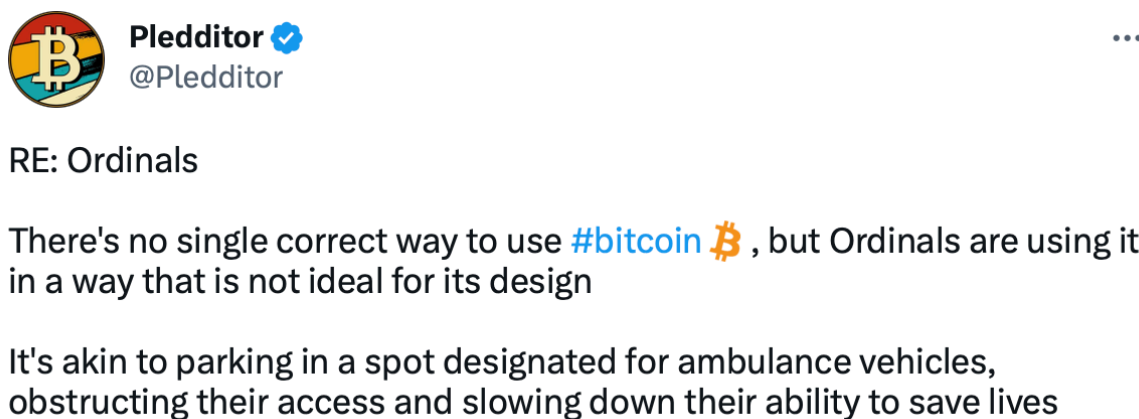 Pledditor
@Pledditor
RE: Ordinals
There's no single correct way to use #bitcoin , but Ordinals are using it
in a way that is not ideal for its design
It's akin to parking in a spot designated for ambulance vehicles,
obstructing their access and slowing down their ability to save lives